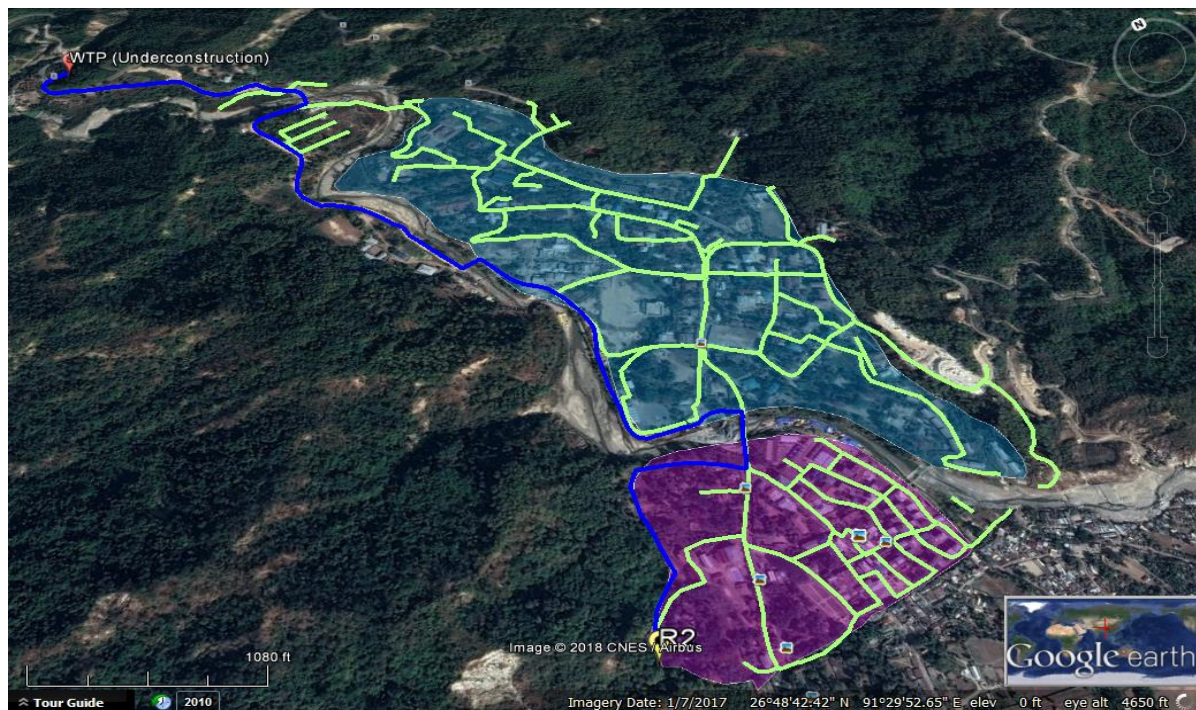 N
WTP (Underconstruction)
R2
Image © 2018 CNES / Airbus
1080 ft
Google earth
Tour Guide
2010
Imagery Date: 1/7/2017 26°48'42.42" N 91°29'52.65" E elev 0 ft eye alt 4650 ft